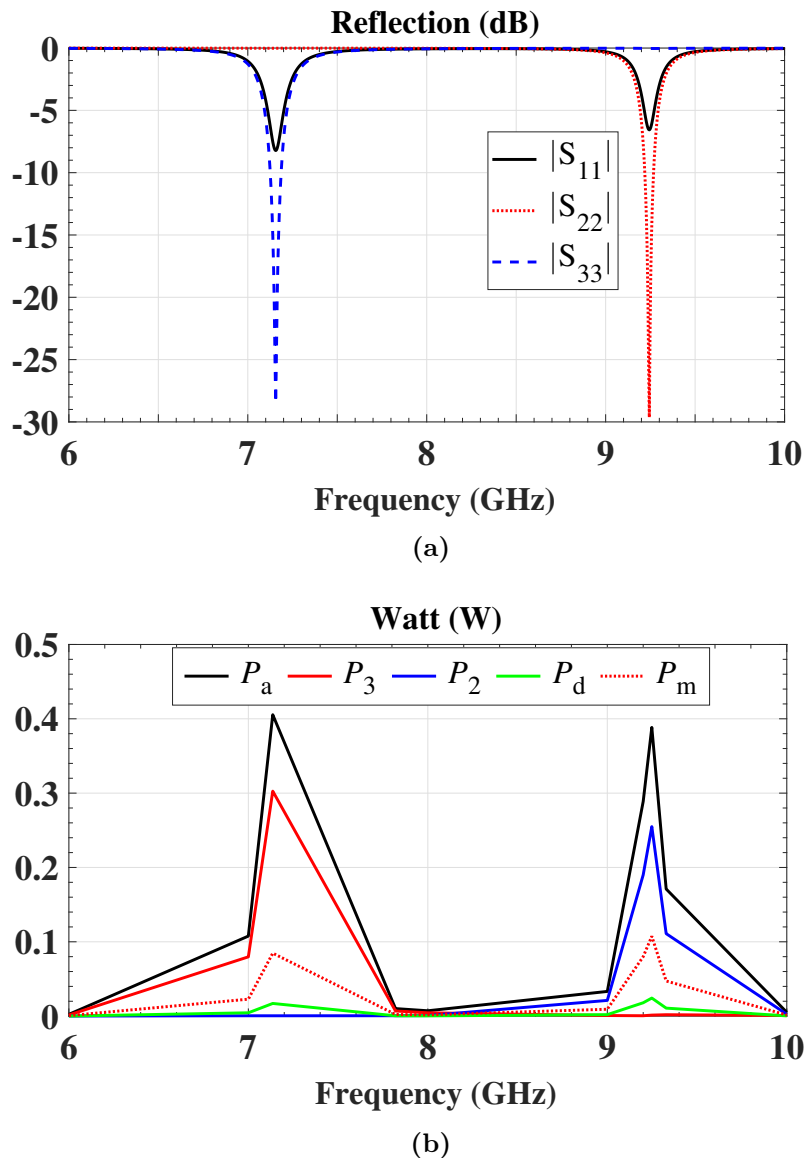 Reflection (dB)
0
-5
-10
-15
-20
-25
-30
|S11|
|S22|
|S33|
6 7 8 9 10
Frequency (GHz)
(a)
Watt (W)
0.5
0.4
0.3
0.2
0.1
0
Pa P3 P2 Pd Pm
6 7 8 9 10
Frequency (GHz)
(b)